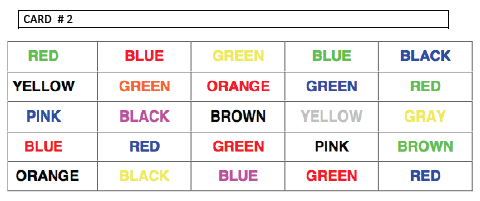 CARD # 2
RED BLUE GREEN BLUE BLACK
YELLOW GREEN ORANGE GREEN RED
PINK BLACK BROWN YELLOW GRAY
BLUE RED GREEN PINK BROWN
ORANGE BLACK BLUE GREEN RED